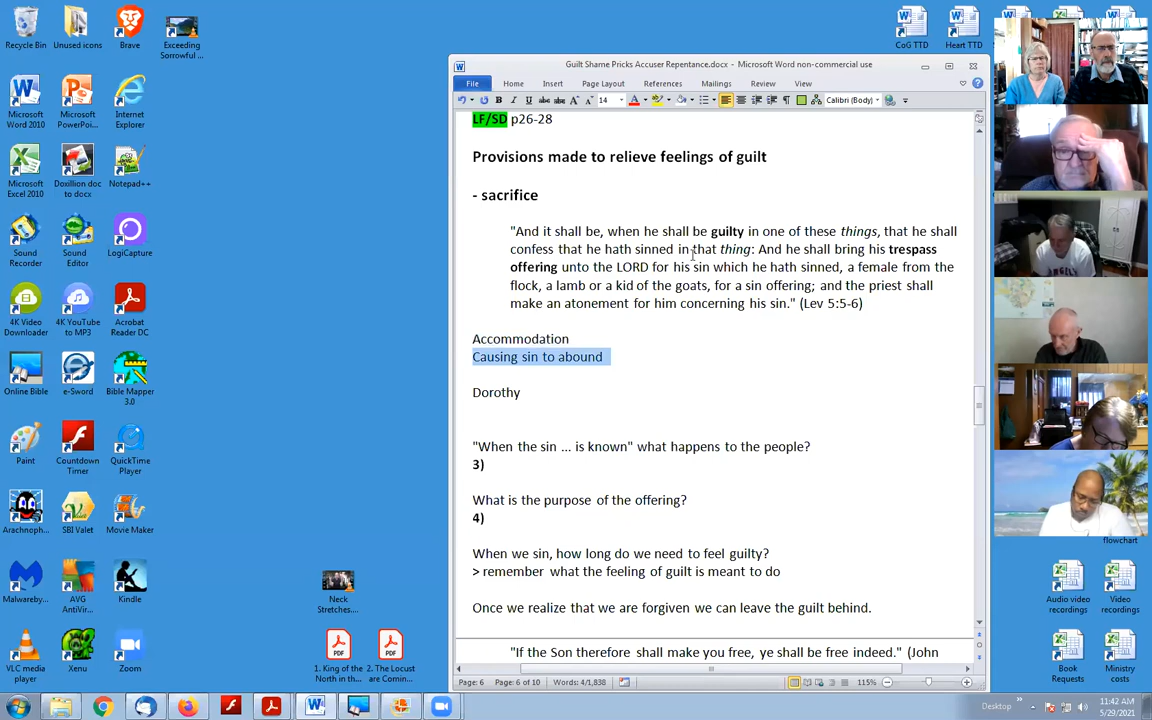 Recycle Bin
Unused icons
Brave
Exceeding
Sorrowful ...
CoG TTD
Heart TTD
Microsoft
Word 2010
Microsoft
PowerPoi...
Internet
Explorer
Microsoft
Excel 2010
Doxillion doc
to docx
Notepad++
Sound
Recorder
Sound
Editor
LogiCapture
4K Video
Downloader
4K YouTube
to MP3
Acrobat
Reader DC
Online Bible
e-Sword
Bible Mapper
3.0
Paint
Countdown
Timer
QuickTime
Player
Arachnoph...
SBI Valet
Movie Maker
Malwareby...
AVG
AntiVir...
Kindle
Neck
Stretches...
VLC media
player
Xenu
Zoom
1. King of the
North in th...
2. The Locust
are Comin...
Guilt Shame Pricks Accuser Repentance.docx - Microsoft Word non-commercial use
File Home Insert Page Layout References Mailings Review View
14
Calibri (Body)
LF/SD p26-28
Provisions made to relieve feelings of guilt
- sacrifice
"And it shall be, when he shall be guilty in one of these things, that he shall
confess that he hath sinned in that thing: And he shall bring his trespass
offering unto the LORD for his sin which he hath sinned, a female from the
flock, a lamb or a kid of the goats, for a sin offering; and the priest shall
make an atonement for him concerning his sin." (Lev 5:5-6)
Accommodation
Causing sin to abound
Dorothy
"When the sin ... is known" what happens to the people?
3)
What is the purpose of the offering?
4)
When we sin, how long do we need to feel guilty?
> remember what the feeling of guilt is meant to do
Once we realize that we are forgiven we can leave the guilt behind.
"If the Son therefore shall make you free, ye shall be free indeed." (John
Page: 6 Page: 6 of 10 Words: 4/1,838 115%
flowchart
Audio video
recordings
Video
recordings
Book
Requests
Ministry
costs
Desktop
11:42 AM
5/29/2021